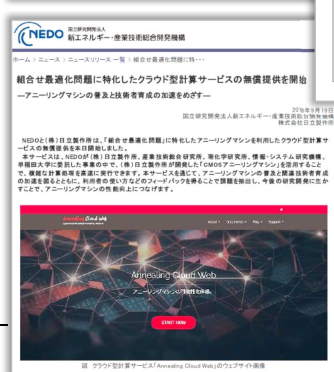 NEDO 国立研究開発法人
新エネルギー・産業技術総合開発機構
ホーム > ニュース > ニュースリリース 一覧 > 組合せ最適化問題に特・・・
組合せ最適化問題に特化したクラウド型計算サービスの無償提供を開始
―アニーリングマシンの普及と技術者育成の加速をめざす―
年9月19日
国立研究開発法人新エネルギー・産業技術総合開発機構
株式会社日立製作所
NEDOと(株)日立製作所は、「組合せ最適化問題」に特化したアニーリングマシンを利用したクラウド型計算サ
ービスの無償提供を本日開始しました。
本サービスは、NEDOが(株)日立製作所、産業技術総合研究所、理化学研究所、情報・システム研究機構、
早稲田大学に委託した事業の中で、(株)日立製作所が開発した「CMOSアニーリングマシン」を活用すること
で、複雑な計算処理を高速に実行できます。本サービスを通じて、アニーリングマシンの普及と関連技術者育成
の加速を図るとともに、利用者の使い方などのフィードバックを得ることで課題を抽出し、今後の研究開発に生か
すことで、アニーリングマシンの性能向上につなげます。
Annealing Cloud Web
About
Document
Play
Support
Annealing Cloud Web
アニーリングマシンの可能性を体感。
START NOW
図 クラウド型計算サービス「Annealing Cloud Web」のウェブサイト画像